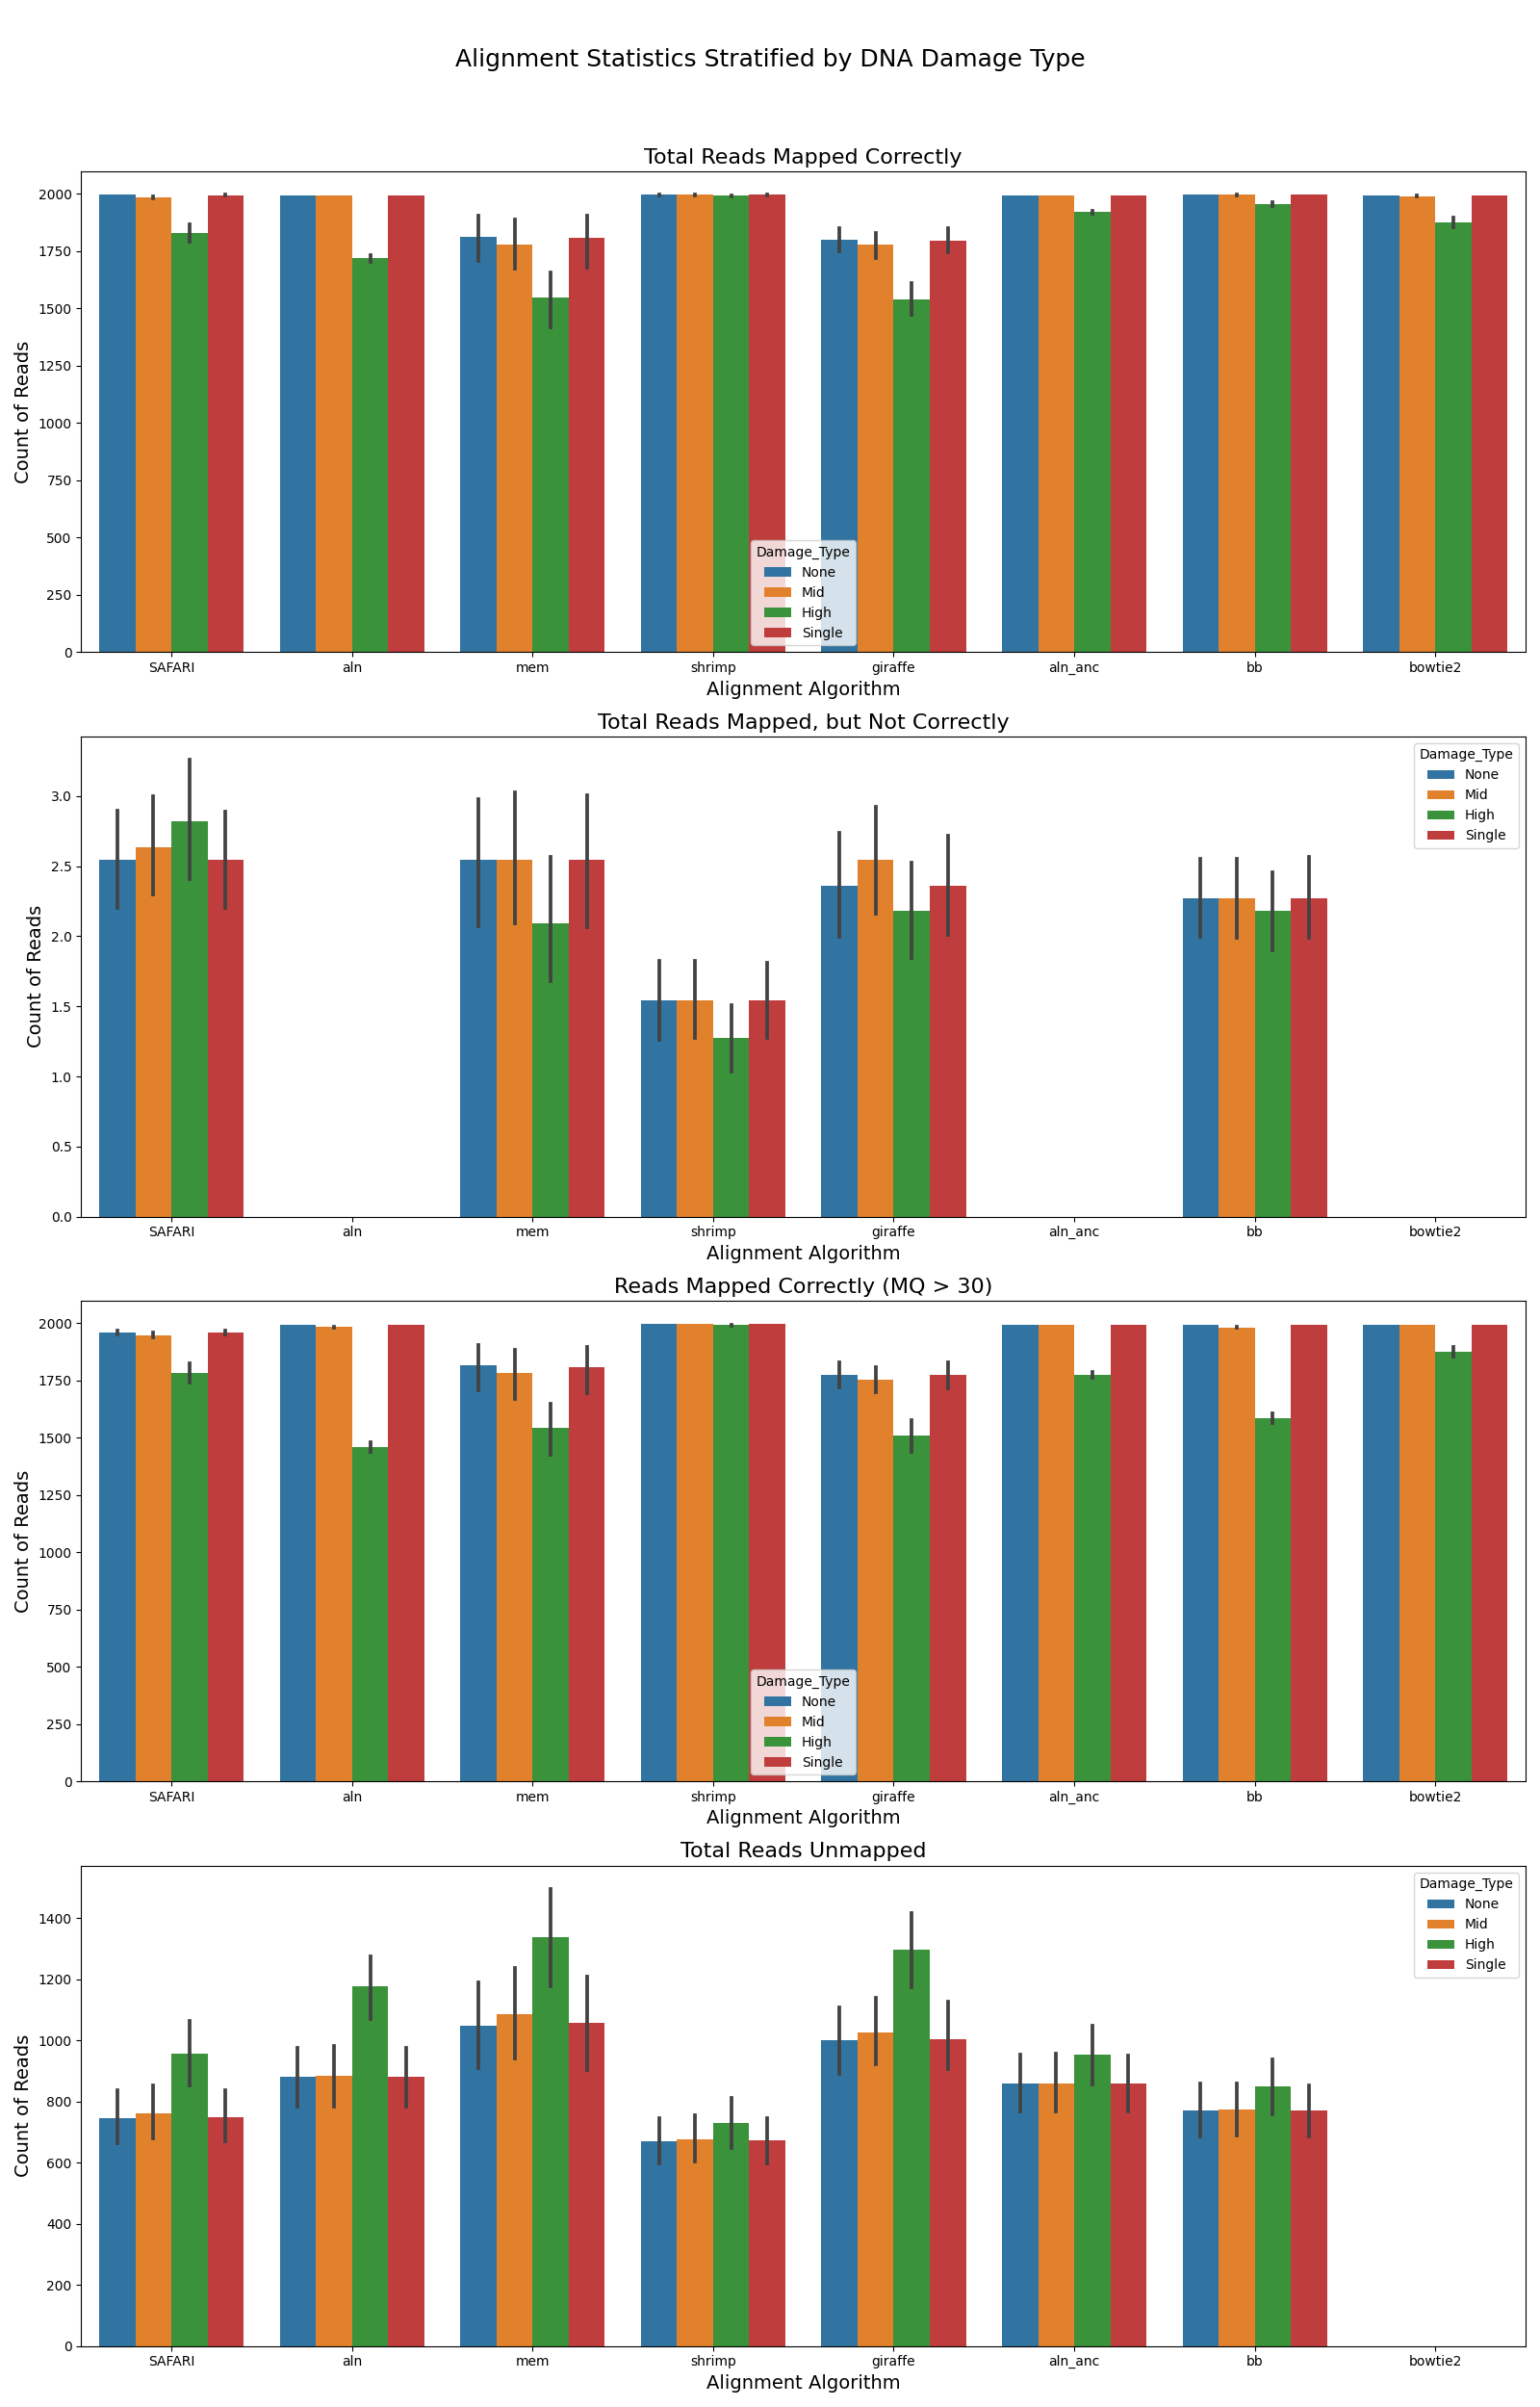 Alignment Statistics Stratified by DNA Damage Type
Total Reads Mapped Correctly
Count of Reads
2000
1750
1500
1250
1000
750
500
250
0
Damage_Type
None
Mid
High
Single
SAFARI aln mem shrimp giraffe aln_anc bb bowtie2
Alignment Algorithm
Total Reads Mapped, but Not Correctly
Count of Reads
3.0
2.5
2.0
1.5
1.0
0.5
0.0
Damage_Type
None
Mid
High
Single
SAFARI aln mem shrimp giraffe aln_anc bb bowtie2
Alignment Algorithm
Reads Mapped Correctly (MQ > 30)
Count of Reads
2000
1750
1500
1250
1000
750
500
250
0
Damage_Type
None
Mid
High
Single
SAFARI aln mem shrimp giraffe aln_anc bb bowtie2
Alignment Algorithm
Total Reads Unmapped
Count of Reads
1400
1200
1000
800
600
400
200
0
Damage_Type
None
Mid
High
Single
SAFARI aln mem shrimp giraffe aln_anc bb bowtie2
Alignment Algorithm